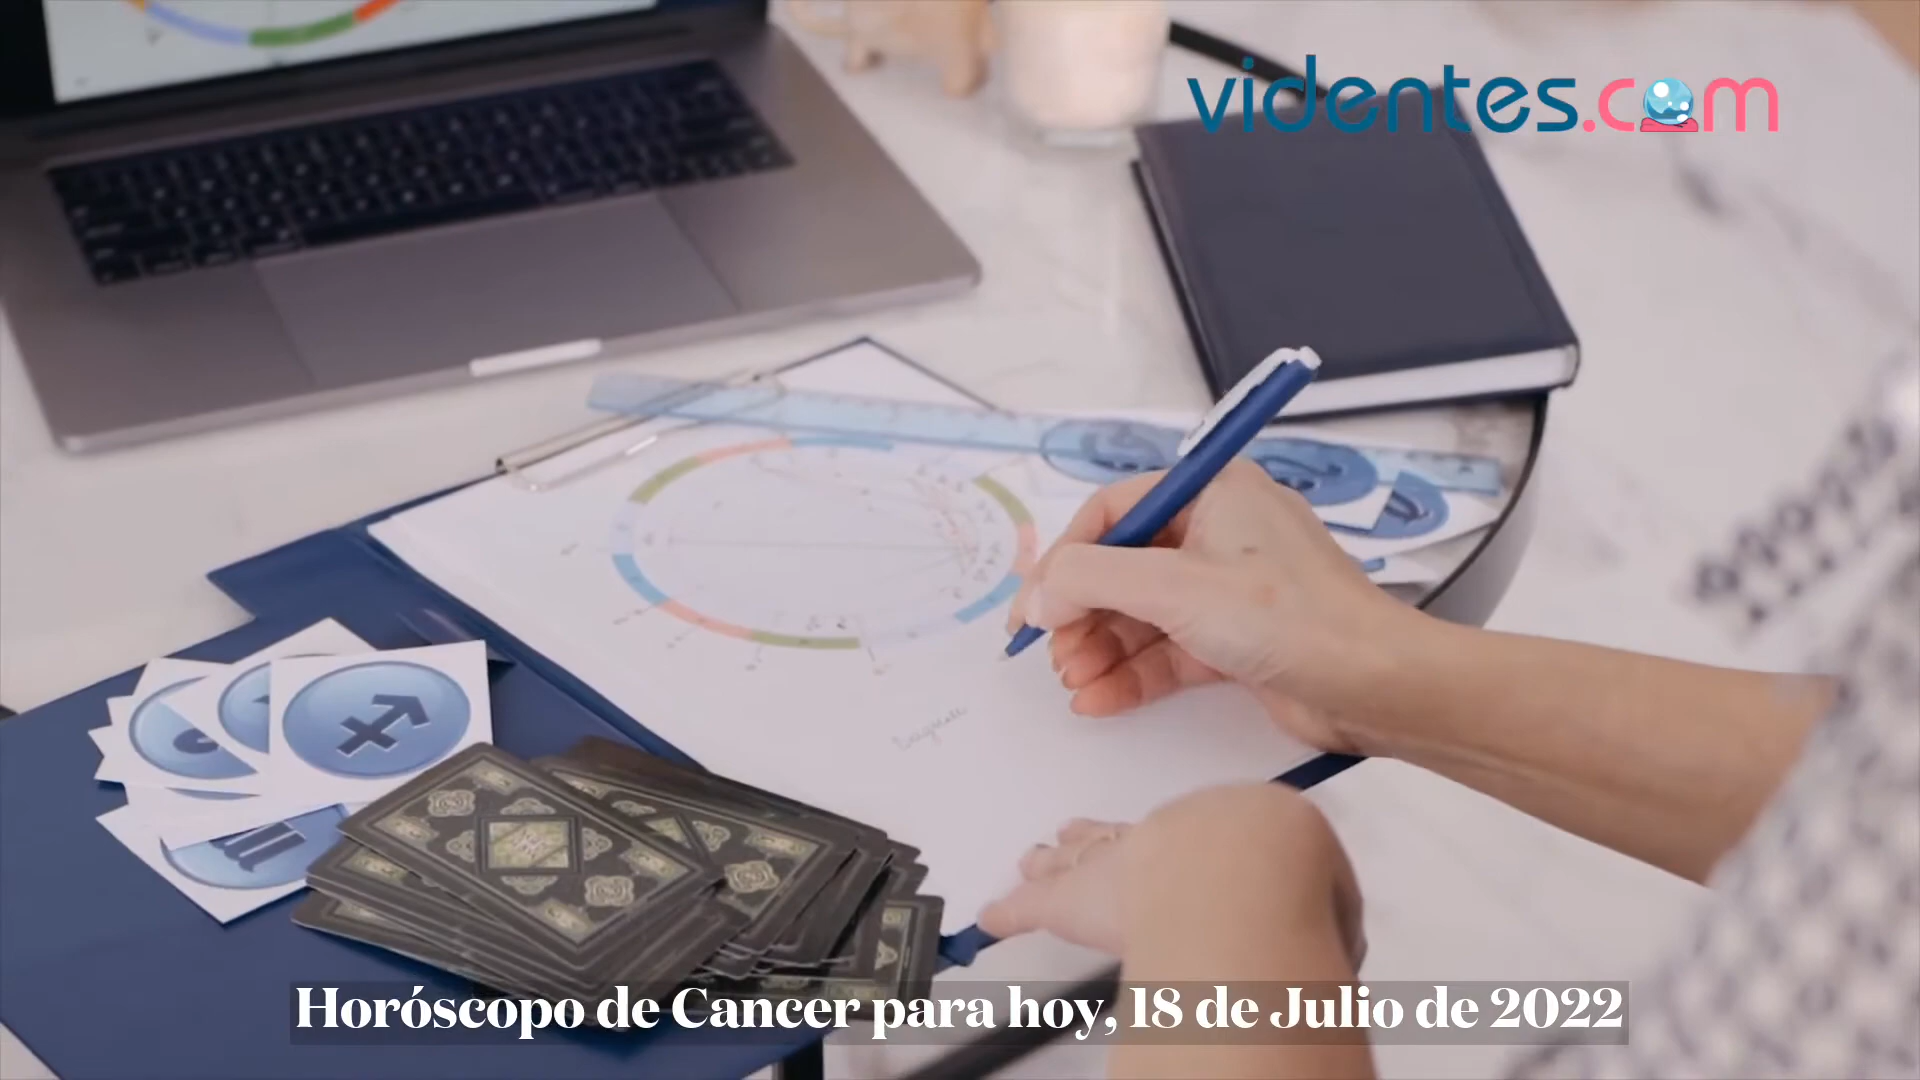 videntes.com
Horóscopo de Cancer para hoy, 18 de Julio de 2022